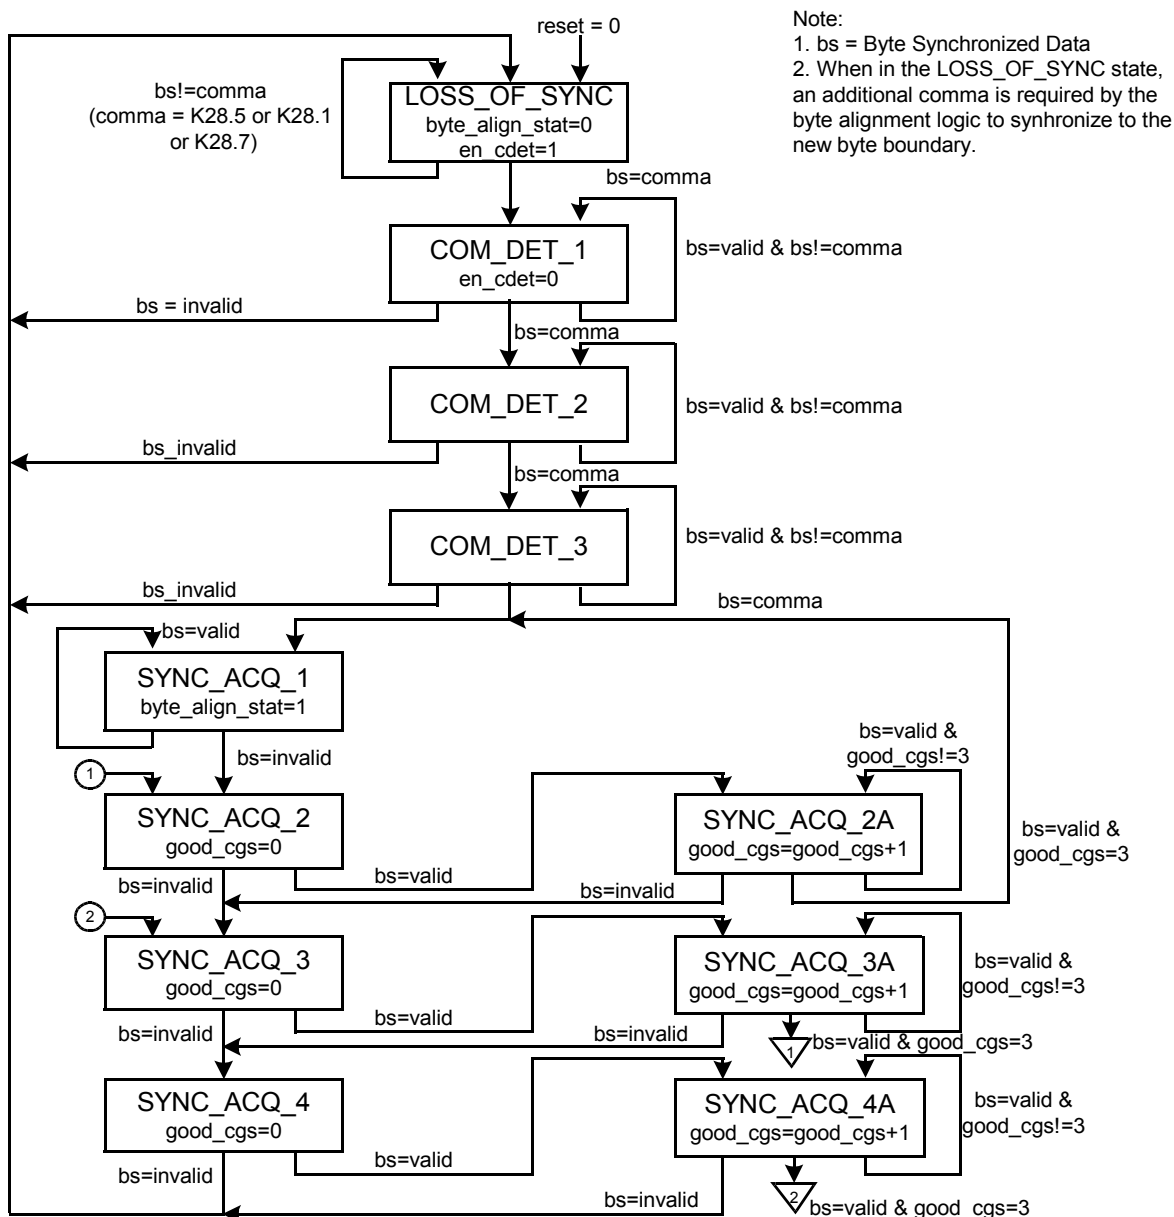 reset = 0
Note:
1. bs = Byte Synchronized Data
2. When in the LOSS_OF_SYNC state,
an additional comma is required by the
byte alignment logic to synhronize to the
new byte boundary.
bs!=comma
(comma = K28.5 or K28.1
or K28.7)
LOSS_OF_SYNC
byte_align_stat=0
en_cdet=1
bs=comma
COM_DET_1
en_cdet=0
bs=valid & bs!=comma
bs = invalid
bs=comma
COM_DET_2
bs=valid & bs!=comma
bs_invalid
bs=comma
COM_DET_3
bs=valid & bs!=comma
bs_invalid
bs=comma
bs=valid
SYNC_ACQ_1
byte_align_stat=1
bs=invalid
bs=valid &
good_cgs!=3
1
SYNC_ACQ_2
good_cgs=0
SYNC_ACQ_2A
good_cgs=good_cgs+1
bs=valid &
good_cgs=3
bs=invalid
bs=valid
bs=invalid
2
SYNC_ACQ_3
good_cgs=0
SYNC_ACQ_3A
good_cgs=good_cgs+1
bs=valid &
good_cgs!=3
bs=invalid
bs=valid
bs=invalid
1
bs=valid & good_cgs=3
SYNC_ACQ_4
good_cgs=0
SYNC_ACQ_4A
good_cgs=good_cgs+1
bs=valid &
good_cgs!=3
bs=invalid
bs=valid
bs=invalid
2
bs=valid & good_cgs=3